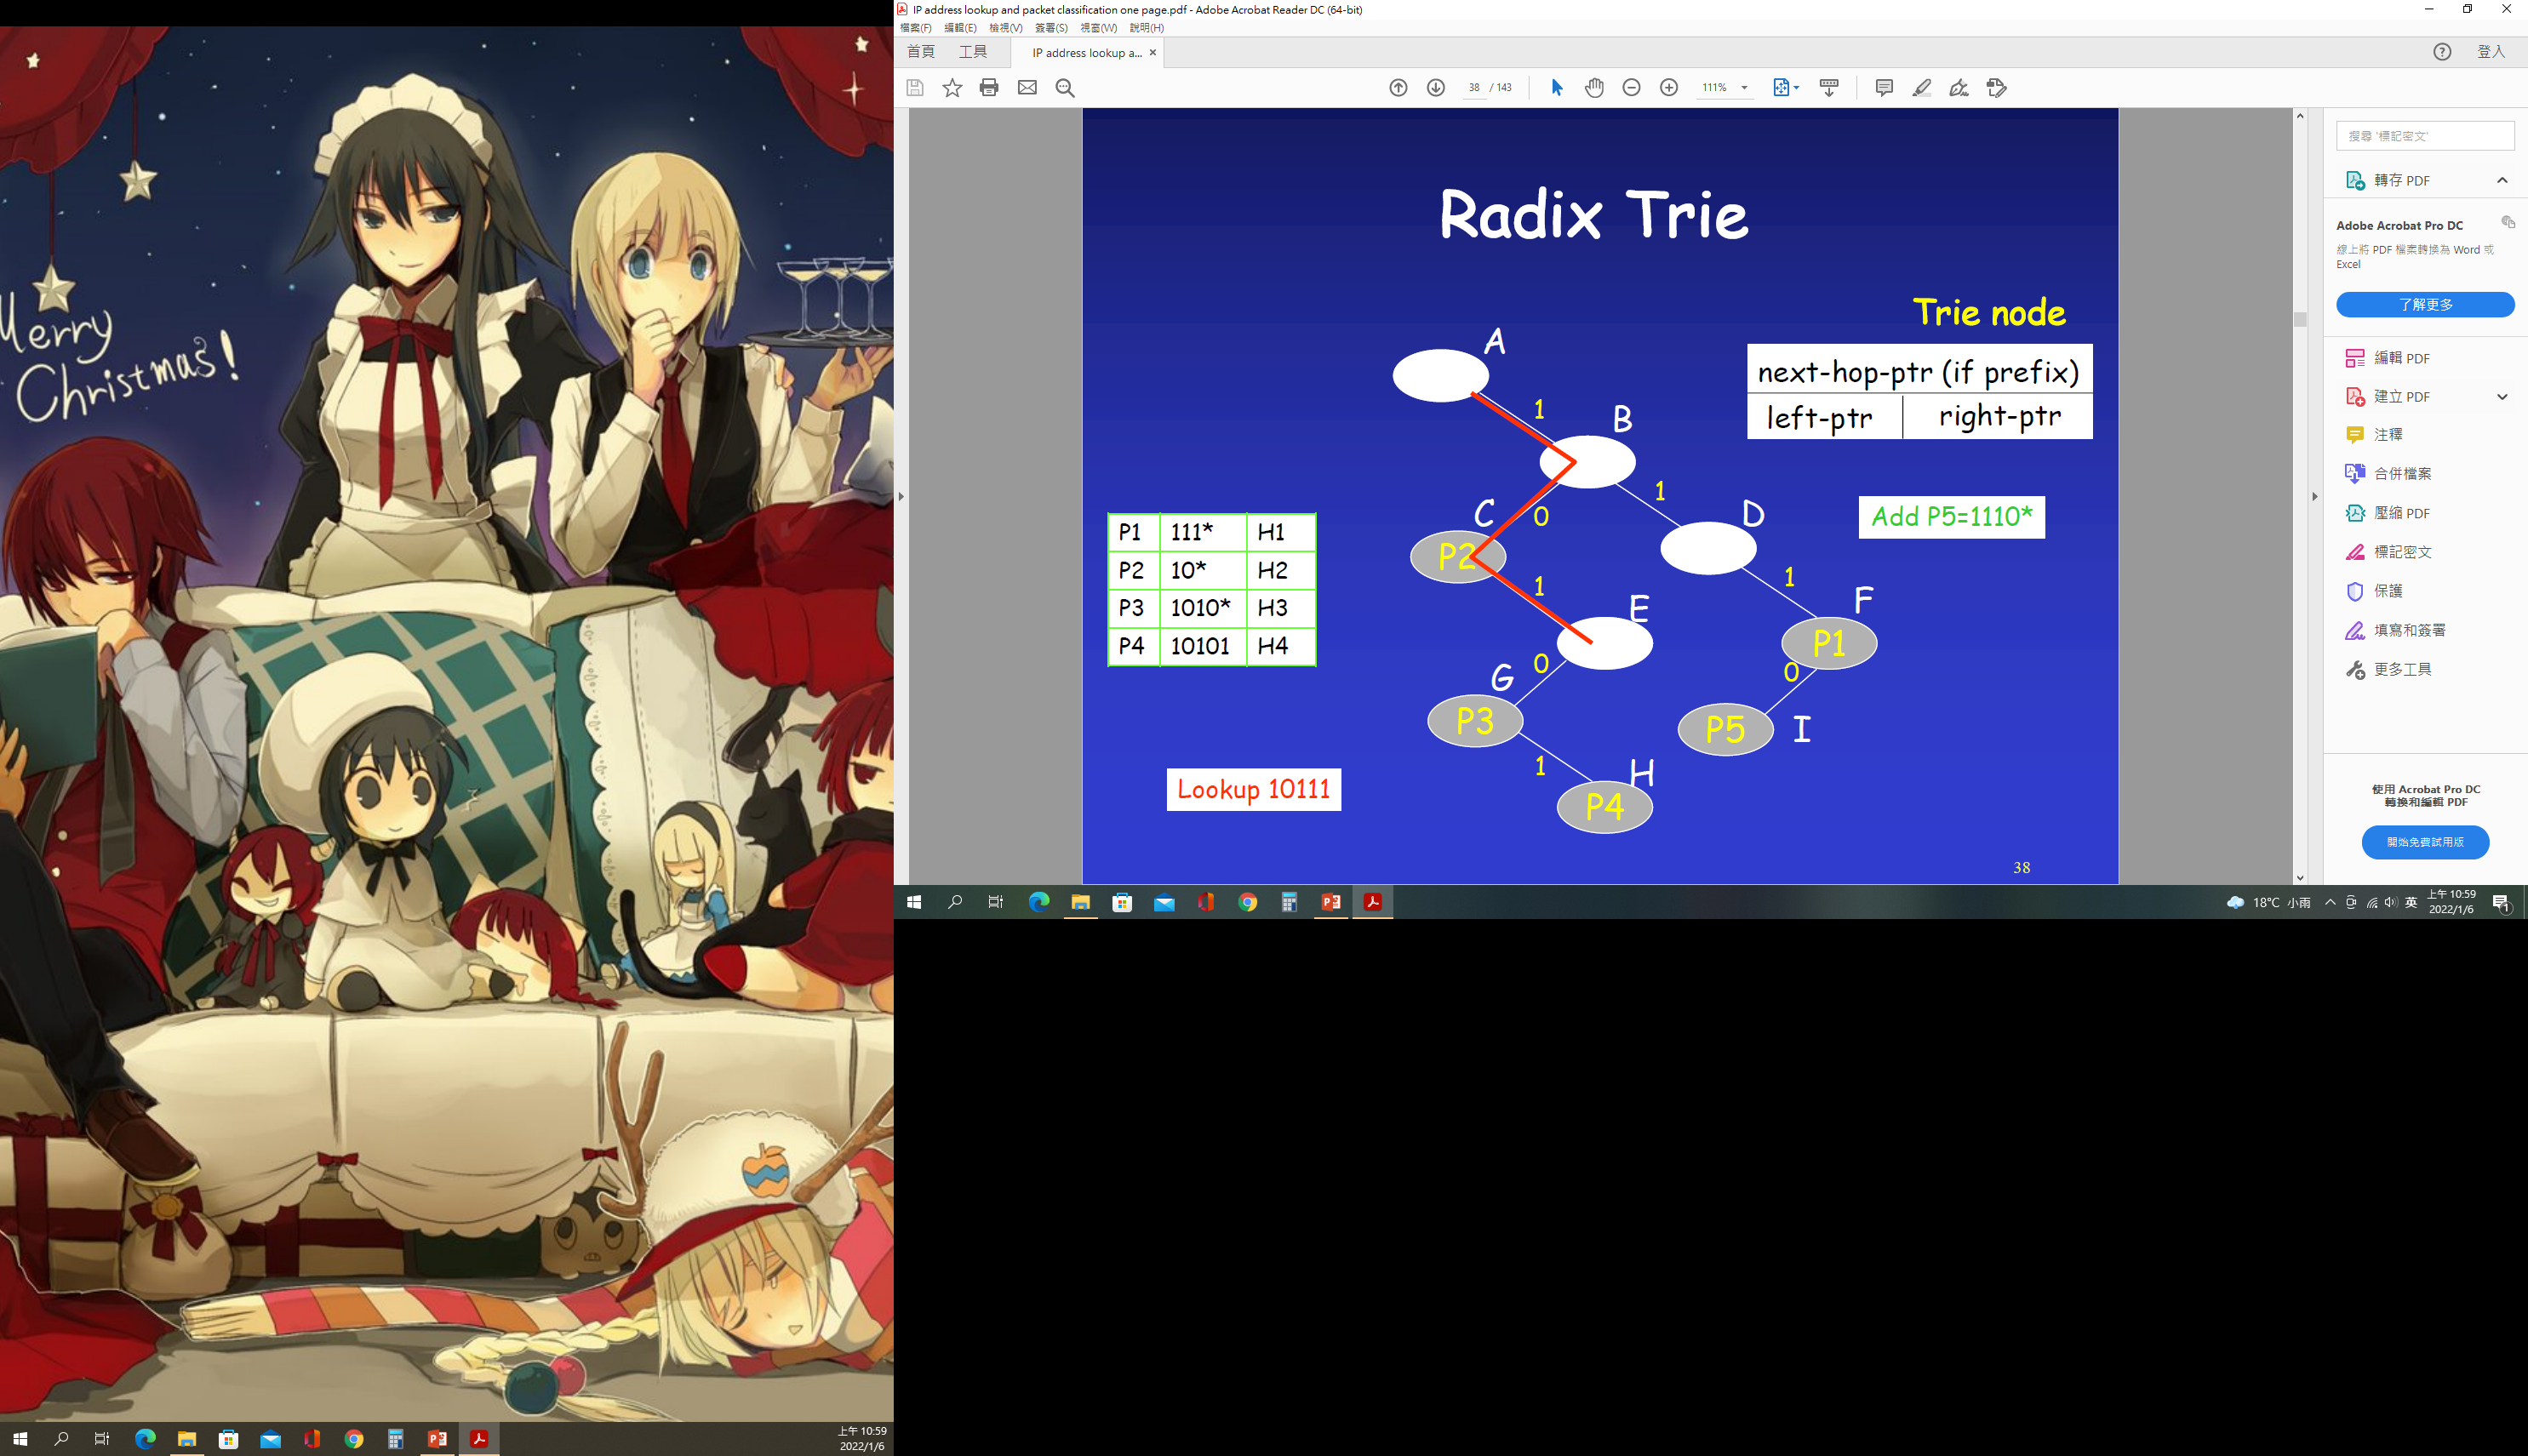 Merry
Christmas!
上午 10:59
2022/1/6
IP address lookup and packet classification one page.pdf - Adobe Acrobat Reader DC (64-bit)
檔案(F) 編輯(E) 檢視(V) 簽署(S) 視窗(W) 說明(H)
首頁 工具 IP address lookup a... × 登入
38 / 143 111%
Radix Trie
Trie node
next-hop-ptr (if prefix)
left-ptr right-ptr
A
1
B
1
C
0
D
Add P5=1110*
P1 111* H1
P2 10* H2
P3 1010* H3
P4 10101 H4
P2
1
1
E
F
P1
0
0
G
P3
P5
I
1
H
P4
Lookup 10111
38
搜尋 '標記密文'
轉存 PDF
Adobe Acrobat Pro DC
線上將 PDF 檔案轉換為 Word 或
Excel
了解更多
編輯 PDF
建立 PDF
注釋
合併檔案
壓縮 PDF
標記密文
保護
填寫和簽署
更多工具
使用 Acrobat Pro DC
轉換和編輯 PDF
開始免費試用版
18°C 小雨 英
上午 10:59
2022/1/6
1